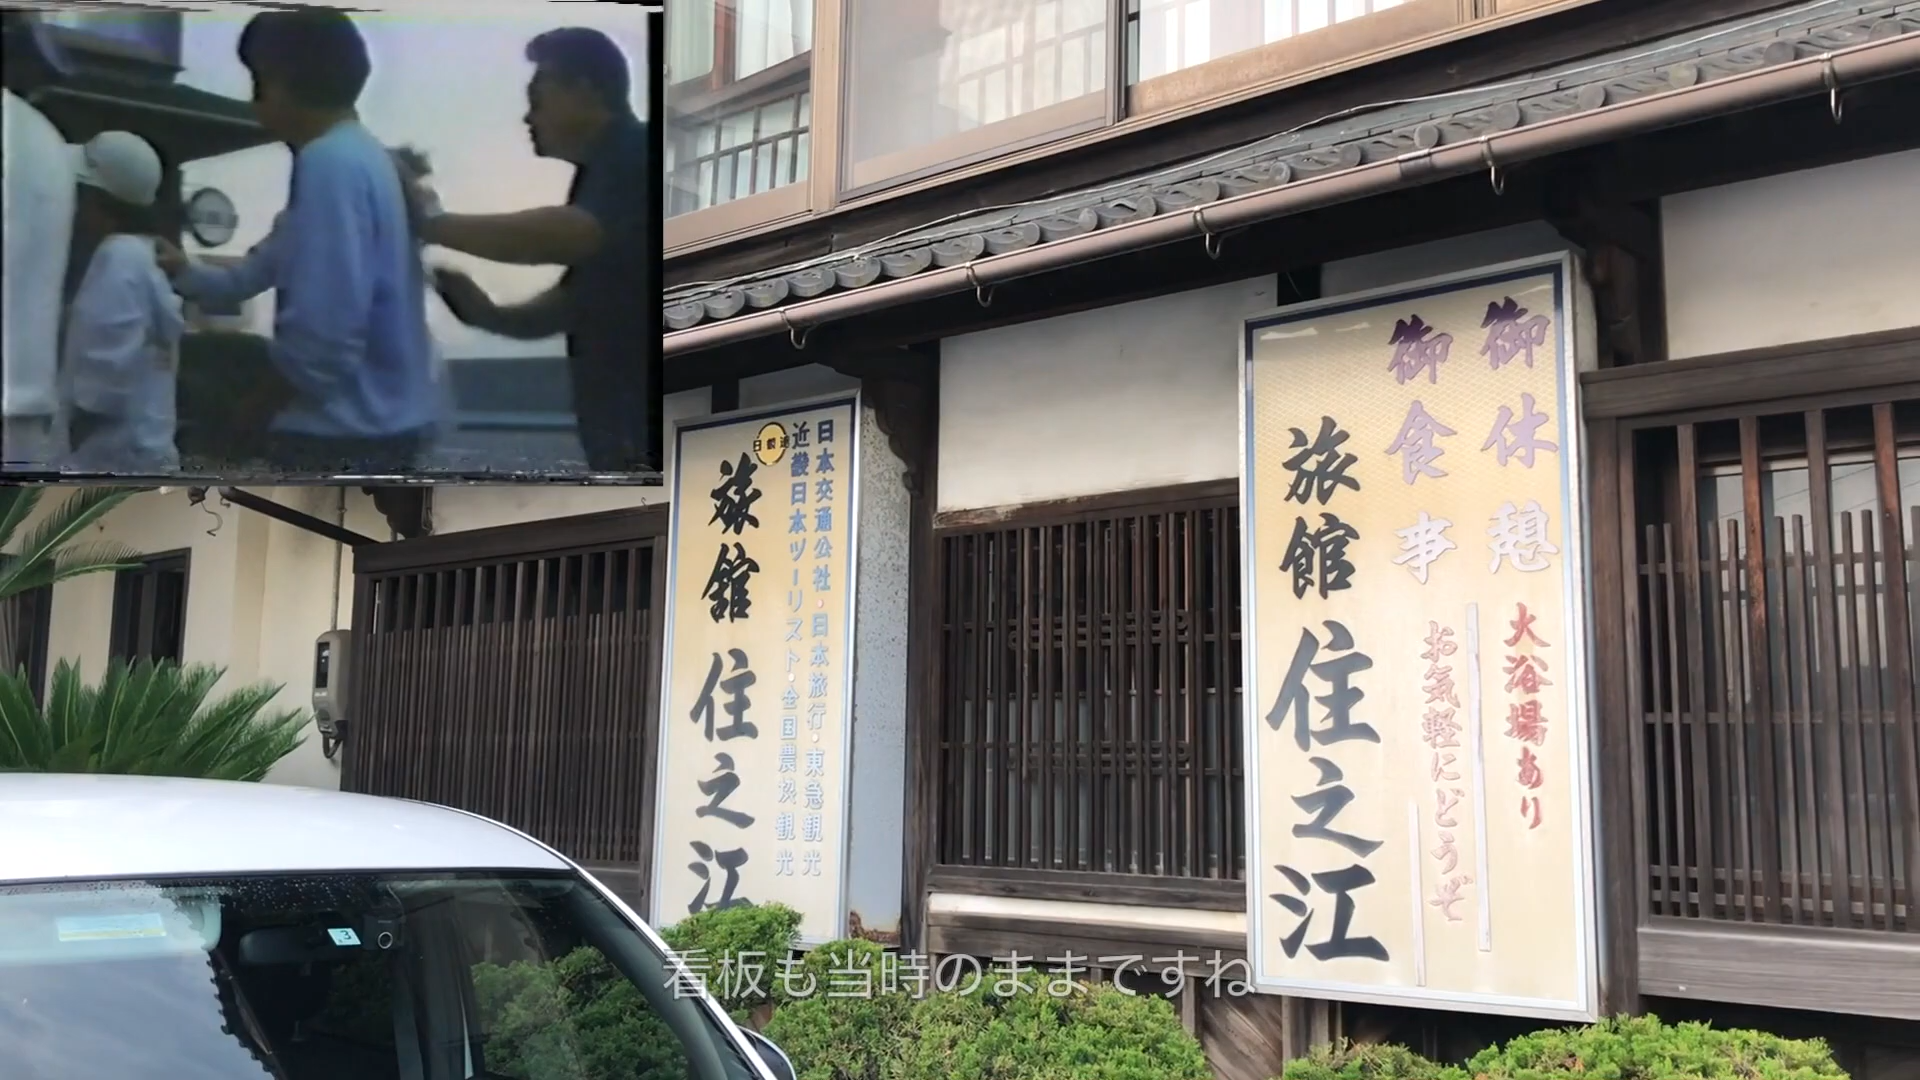 日本交通公社・日本旅行・東急観光
近畿日本ツーリスト・全国農協観光
日観連
旅館 住之江
御休憩 大浴場あり
御食事 お気軽にどうぞ
旅館 住之江
3
看板も当時のままですね